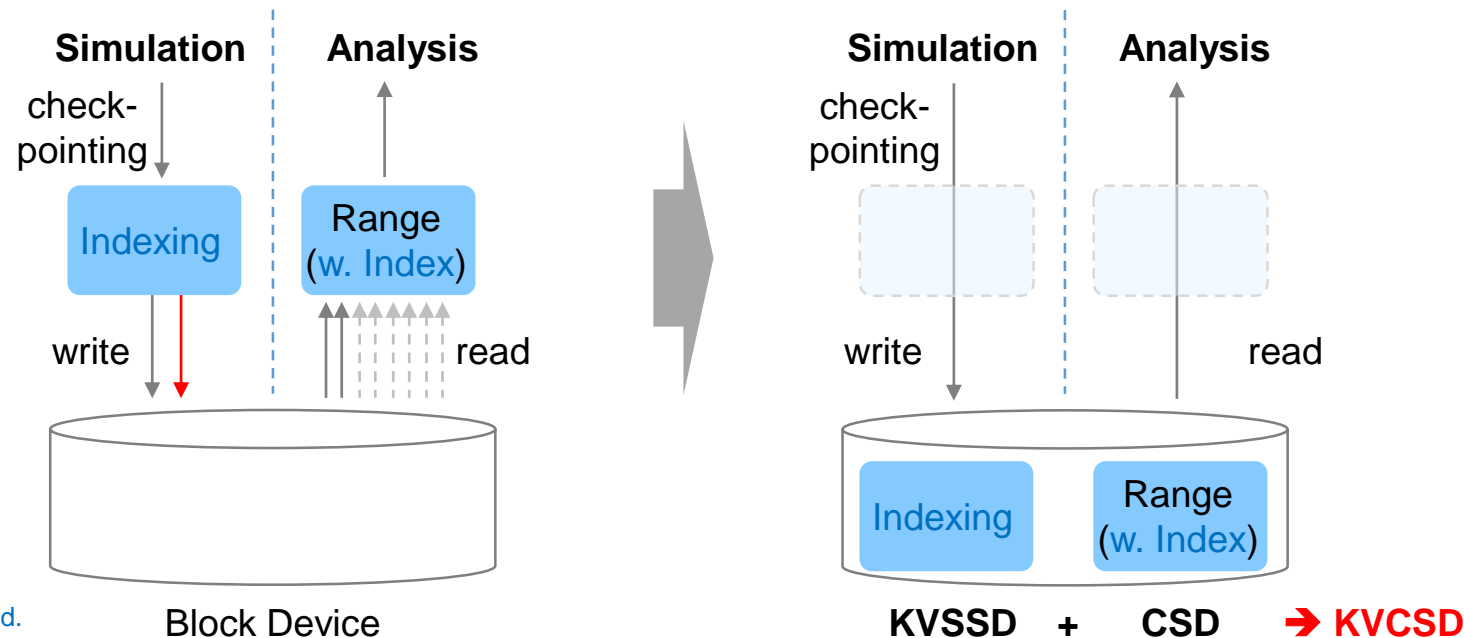 Simulation
Analysis
check-
pointing
Indexing
Range
(w. Index)
write
read
d.
Block Device
Simulation
Analysis
check-
pointing
write
read
Indexing
Range
(w. Index)
KVSSD + CSD ➔ KVCSD